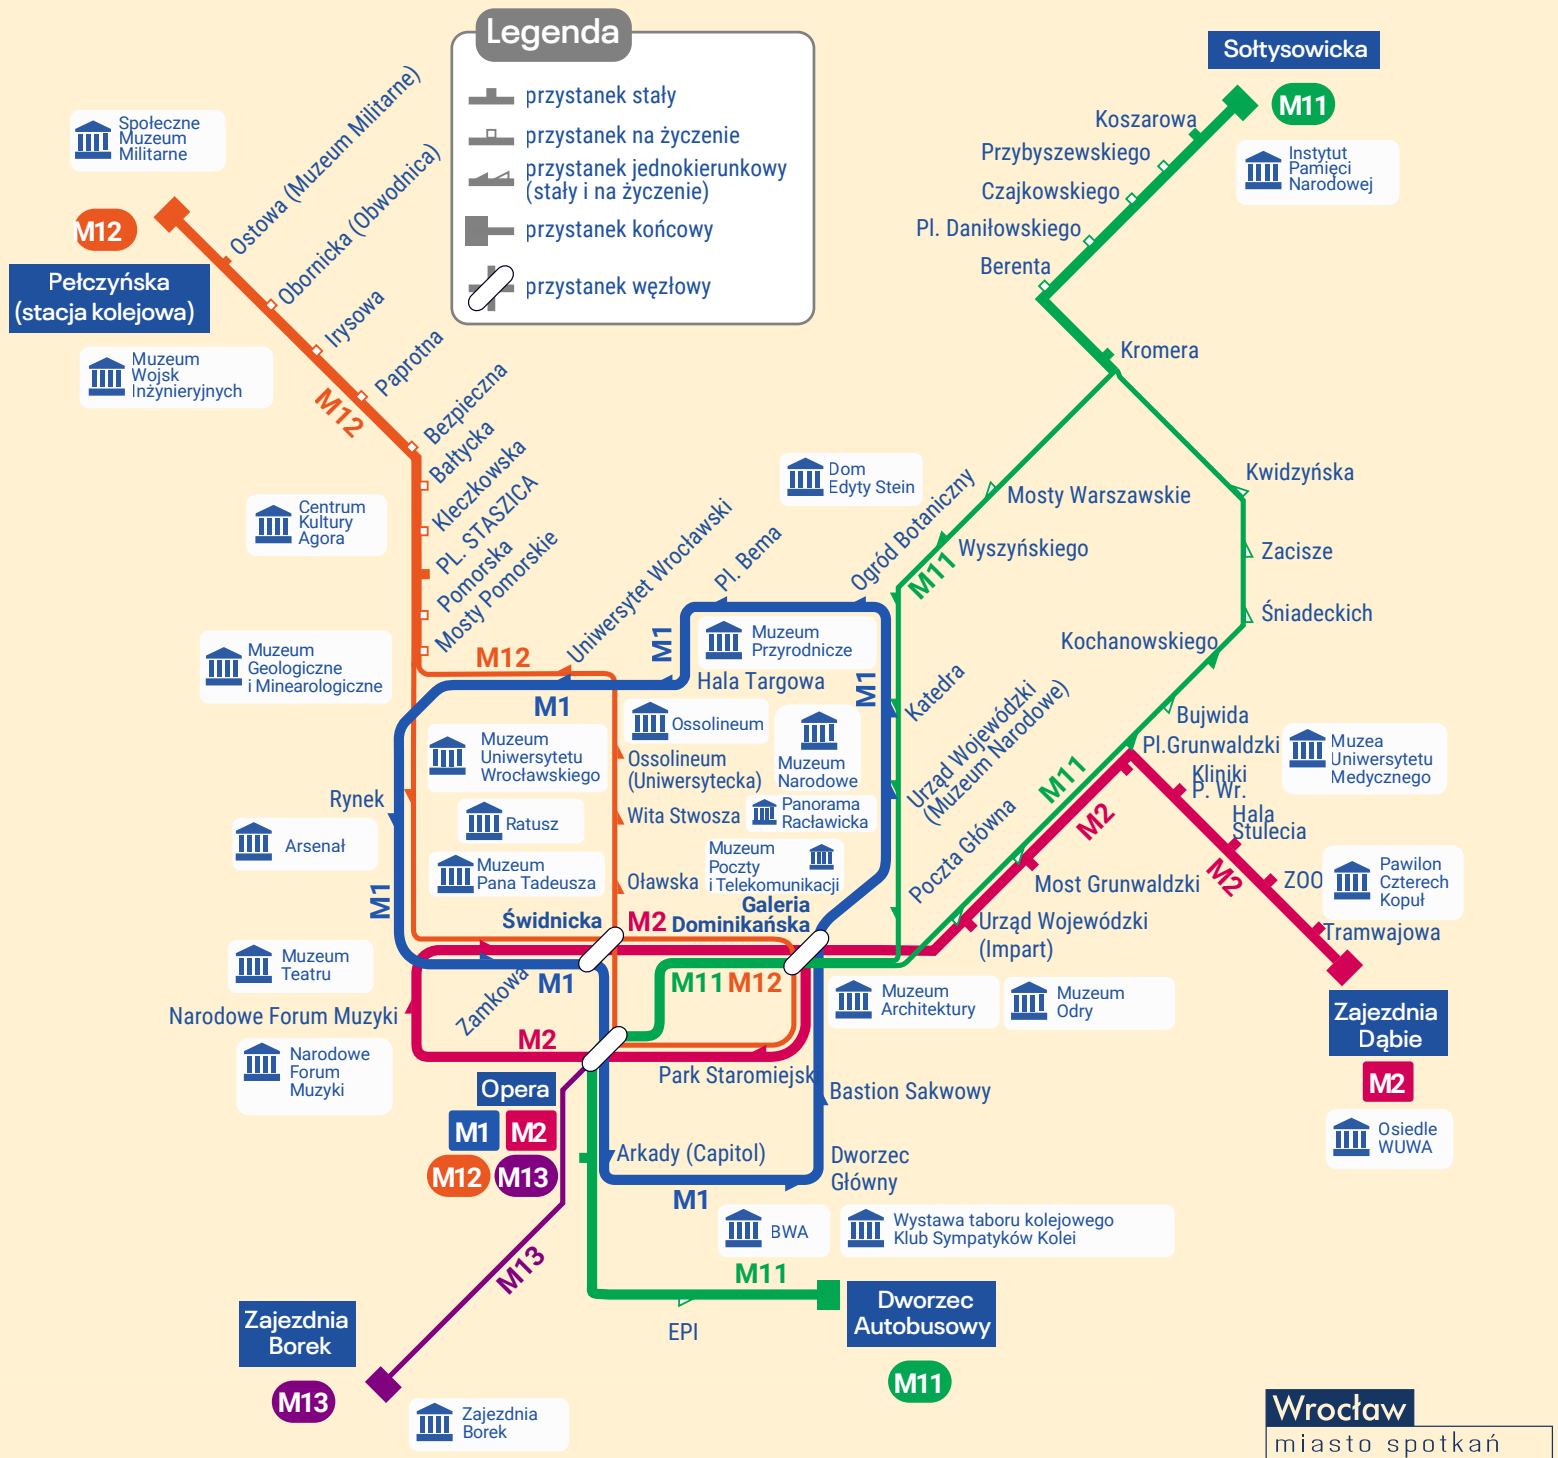 Legenda
przystanek stały
przystanek na życzenie
przystanek jednokierunkowy
(stały i na życzenie)
przystanek końcowy
przystanek węzłowy
Społeczne
Muzeum
Militarne
M12
Pełczyńska
(stacja kolejowa)
Muzeum
Wojsk
Inżynieryjnych
Ostowa (Muzeum Militarne)
Obornicka (Obwodnica)
Irysowa
Paprotna
M12
Bezpieczna
Bałtycka
Kleczkowska
PL. STASZICA
Pomorska
Mosty Pomorskie
Centrum
Kultury
Agora
Muzeum
Geologiczne
i Minearologiczne
Sołtysowicka
M11
Koszarowa
Przybyszewskiego
Czajkowskiego
Pl. Daniłowskiego
Berenta
Instytut
Pamięci
Narodowej
Kromera
Kwidzyńska
Zacisze
Śniadeckich
Kochanowskiego
Bujwida
Pl.Grunwaldzki
Mosty Warszawskie
Wyszyńskiego
M11
Dom
Edyty Stein
Ogród Botaniczny
Pl. Bema
Uniwersytet Wrocławski
M12
M1
M1
Muzeum
Przyrodnicze
Hala Targowa
M1
Katedra
Urząd Wojewódzki
(Muzeum Narodowe)
Poczta Główna
Ossolineum
Ossolineum
(Uniwersytecka)
Muzeum
Narodowe
Muzeum
Uniwersytetu
Wrocławskiego
Rynek
Arsenał
Ratusz
Wita Stwosza
Panorama
Racławicka
Muzeum
Pana Tadeusza
Oławska
Muzeum
Poczty
i Telekomunikacji
M1
Świdnicka
M2
Galeria
Dominikańska
M11
M2
Kliniki
P. Wr.
Hala
Stulecia
M2
ZOO
Tramwajowa
Muzea
Uniwersytetu
Medycznego
Pawilon
Czterech
Kopuł
Most Grunwaldzki
Urząd Wojewódzki
(Impart)
Muzeum
Teatru
Zamkowa
M1
M11
M12
Muzeum
Architektury
Muzeum
Odry
Zajezdnia
Dąbie
M2
Osiedle
WUWA
Narodowe Forum Muzyki
Narodowe
Forum
Muzyki
M2
Park Staromiejsk
Bastion Sakwowy
Opera
M1
M2
M12
M13
Arkady (Capitol)
Dworzec
Główny
M1
BWA
Wystawa taboru kolejowego
Klub Sympatyków Kolei
M13
M11
EPI
Dworzec
Autobusowy
M11
Zajezdnia
Borek
M13
Zajezdnia
Borek
Wrocław
miasto spotkań